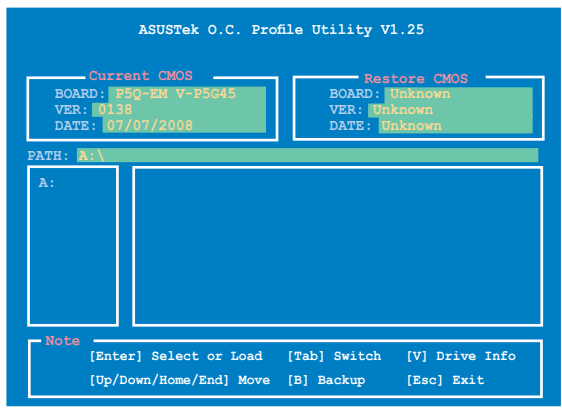 ASUSTek O.C. Profile Utility V1.25
Current CMOS
BOARD: P5Q-EM V-P5G45
VER: 0138
DATE: 07/07/2008
Restore CMOS
BOARD: Unknown
VER: Unknown
DATE: Unknown
PATH: A:\
A:
Note
[Enter] Select or Load [Tab] Switch [V] Drive Info
[Up/Down/Home/End] Move [B] Backup [Esc] Exit